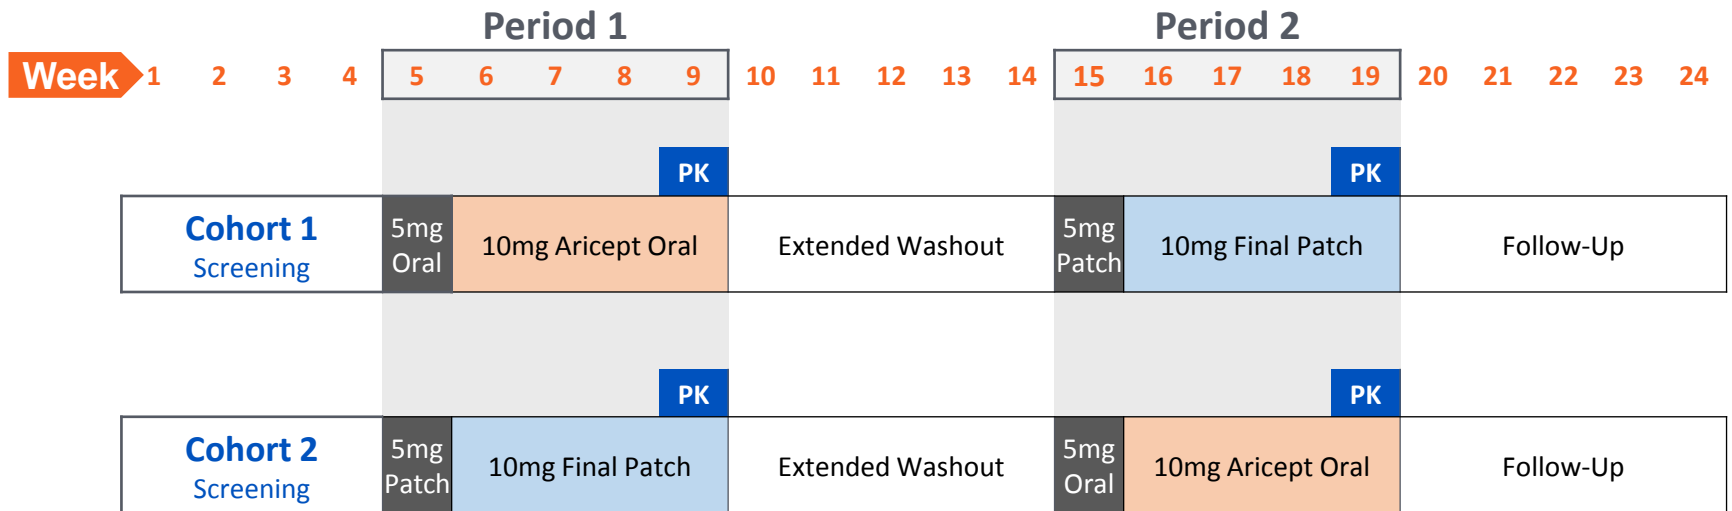 Period 1 Period 2
Week 1 2 3 4 5 6 7 8 9 10 11 12 13 14 15 16 17 18 19 20 21 22 23 24
PK PK
Cohort 1
Screening
5mg
Oral
10mg Aricept Oral
Extended Washout
5mg
Patch
10mg Final Patch
Follow-Up
PK PK
Cohort 2
Screening
5mg
Patch
10mg Final Patch
Extended Washout
5mg
Oral
10mg Aricept Oral
Follow-Up